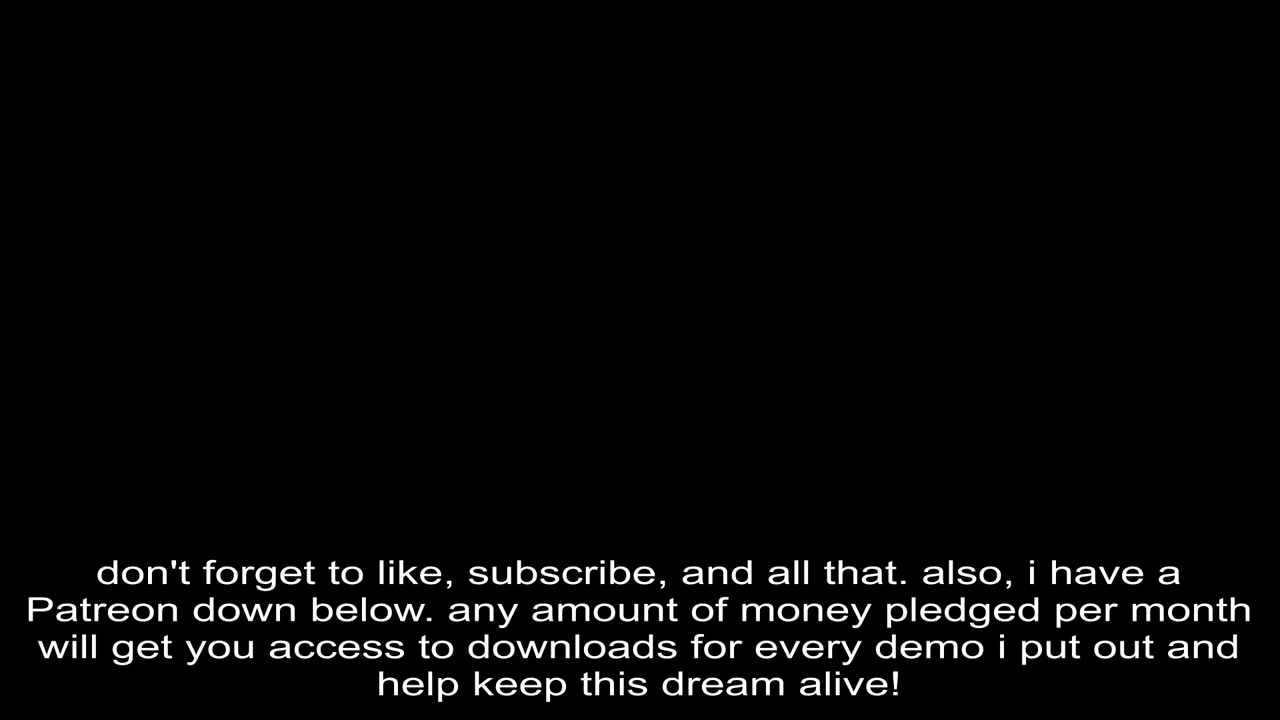 don't forget to like, subscribe, and all that. also, i have a
Patreon down below. any amount of money pledged per month
will get you access to downloads for every demo i put out and
help keep this dream alive!